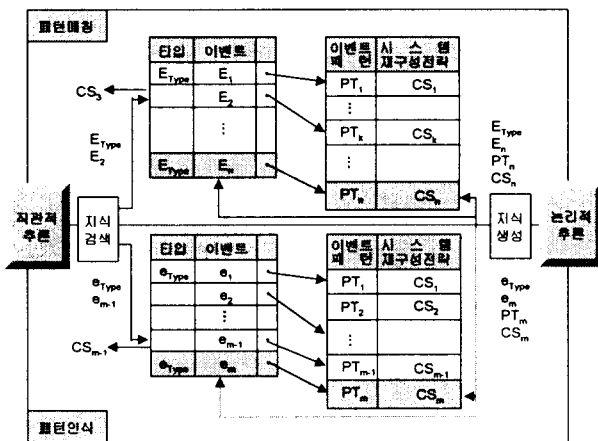 패턴매칭
타입 이벤트
E_Type E_1
E_2
⋮
E_Type E_n
이벤트 패턴 시스템 재구성전략
PT_1 CS_1
⋮
PT_k CS_k
⋮
PT_n CS_n
CS_3
E_Type
E_2
E_Type
E_n
PT_n
CS_n
직관적 추론
지식 검색
지식 생성
논리적 추론
타입 이벤트
e_Type e_1
e_2
⋮
e_m-1
e_Type e_m
이벤트 패턴 시스템 재구성전략
PT_1 CS_1
PT_2 CS_2
⋮
PT_m-1 CS_m-1
PT_m CS_m
e_Type
e_m-1
CS_m-1
e_Type
e_m
PT_m
CS_m
패턴인식